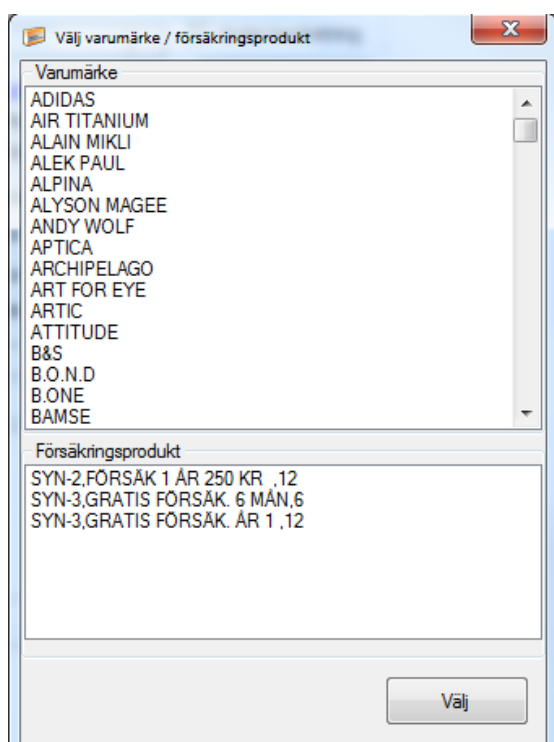 Välj varumärke / försäkringsprodukt
Varumärke
ADIDAS
AIR TITANIUM
ALAIN MIKLI
ALEK PAUL
ALPINA
ALYSON MAGEE
ANDY WOLF
APTICA
ARCHIPELAGO
ART FOR EYE
ARTIC
ATTITUDE
B&S
B.O.N.D
B.ONE
BAMSE
Försäkringsprodukt
SYN-2,FÖRSÄK 1 ÅR 250 KR ,12
SYN-3,GRATIS FÖRSÄK. 6 MÅN,6
SYN-3,GRATIS FÖRSÄK. ÅR 1 ,12
Välj